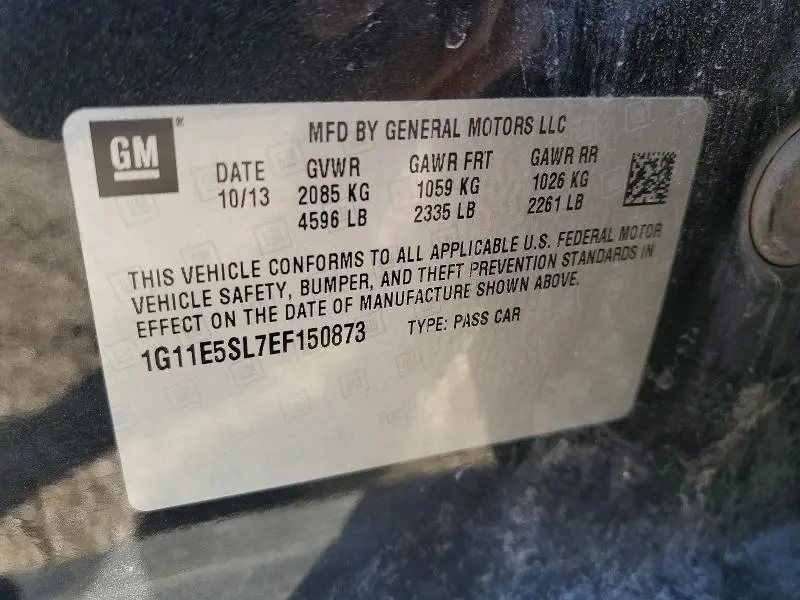 GM
MFD BY GENERAL MOTORS LLC
DATE GVWR GAWR FRT GAWR RR
10/13 2085 KG 1059 KG 1026 KG
4596 LB 2335 LB 2261 LB
THIS VEHICLE CONFORMS TO ALL APPLICABLE U.S. FEDERAL MOTOR
VEHICLE SAFETY, BUMPER, AND THEFT PREVENTION STANDARDS IN
EFFECT ON THE DATE OF MANUFACTURE SHOWN ABOVE.
1G11E5SL7EF150873 TYPE: PASS CAR